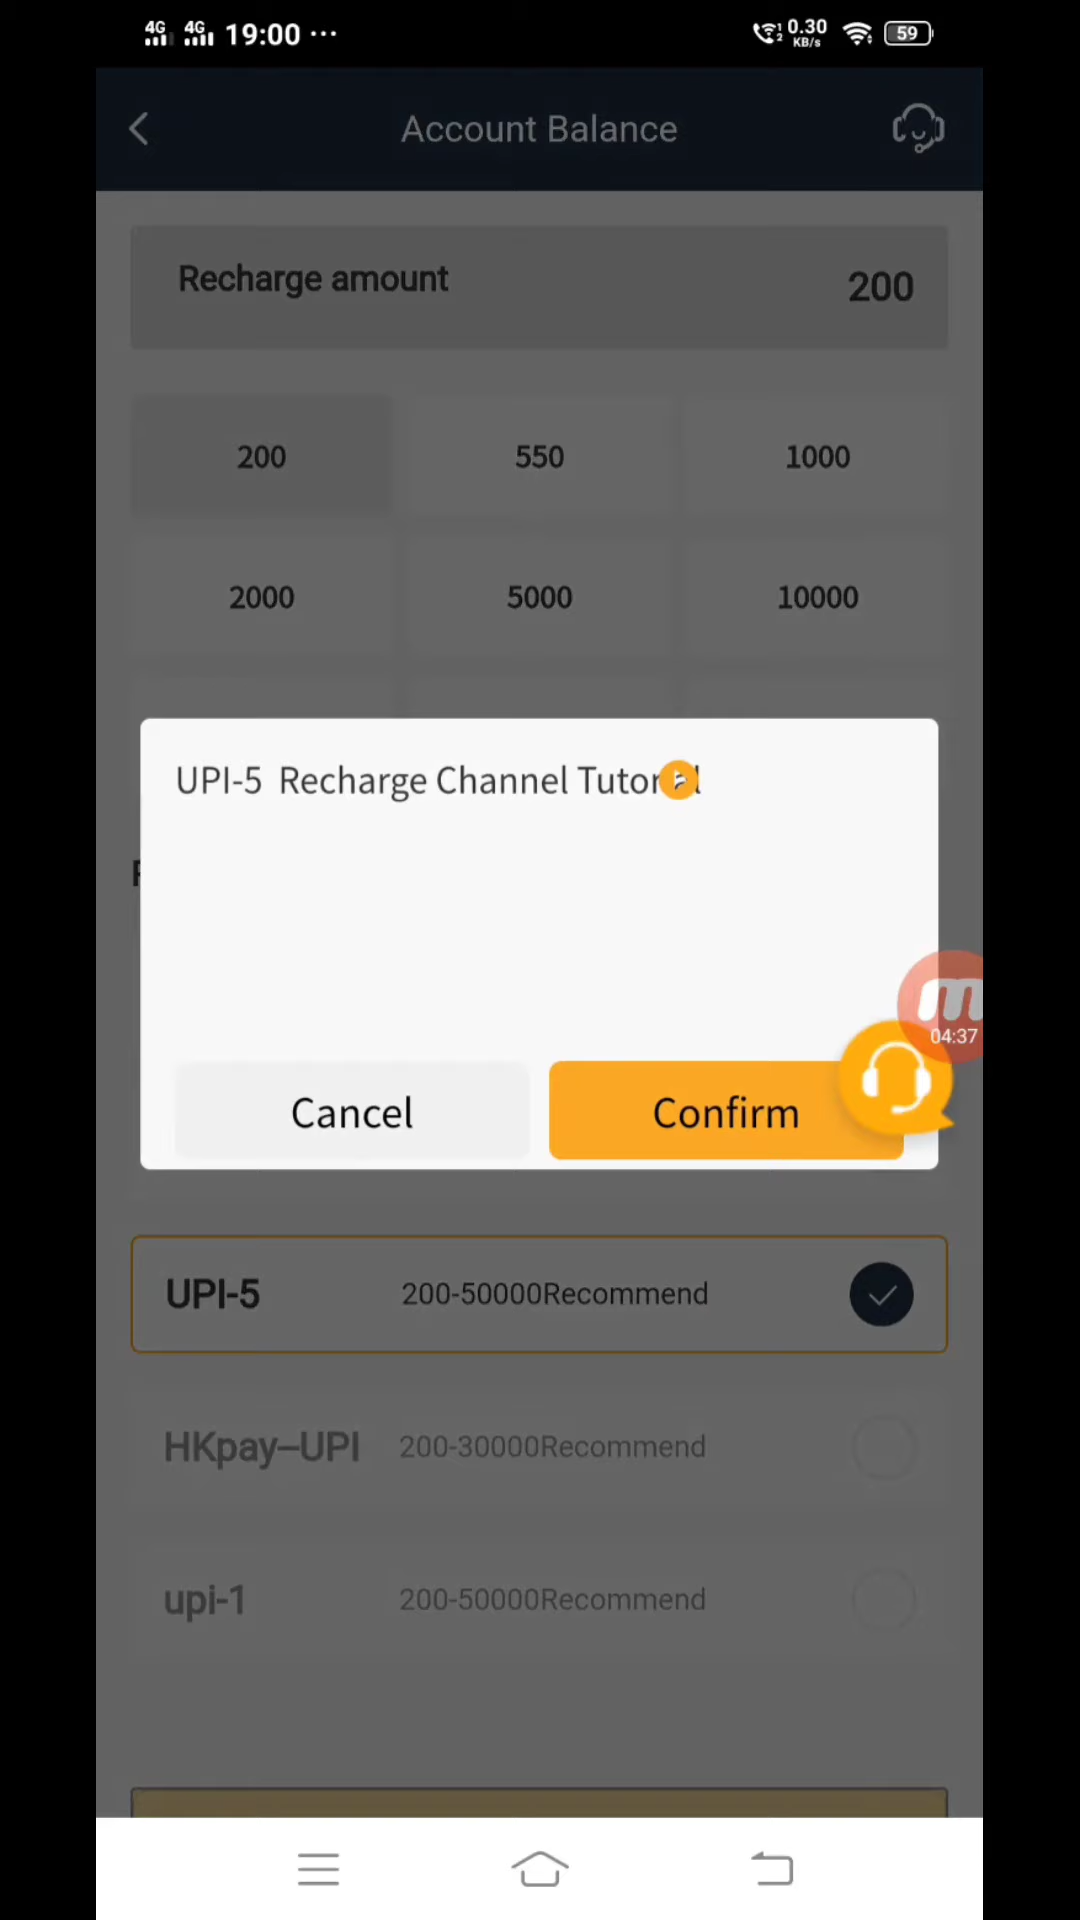 4G 4G 19:00 ... 0.30 KB/s 59
Account Balance
Recharge amount 200
200 550 1000
2000 5000 10000
UPI-5 Recharge Channel Tutorial
04:37
Cancel Confirm
UPI-5 200-50000Recommend
HKpay–UPI 200-30000Recommend
upi-1 200-50000Recommend